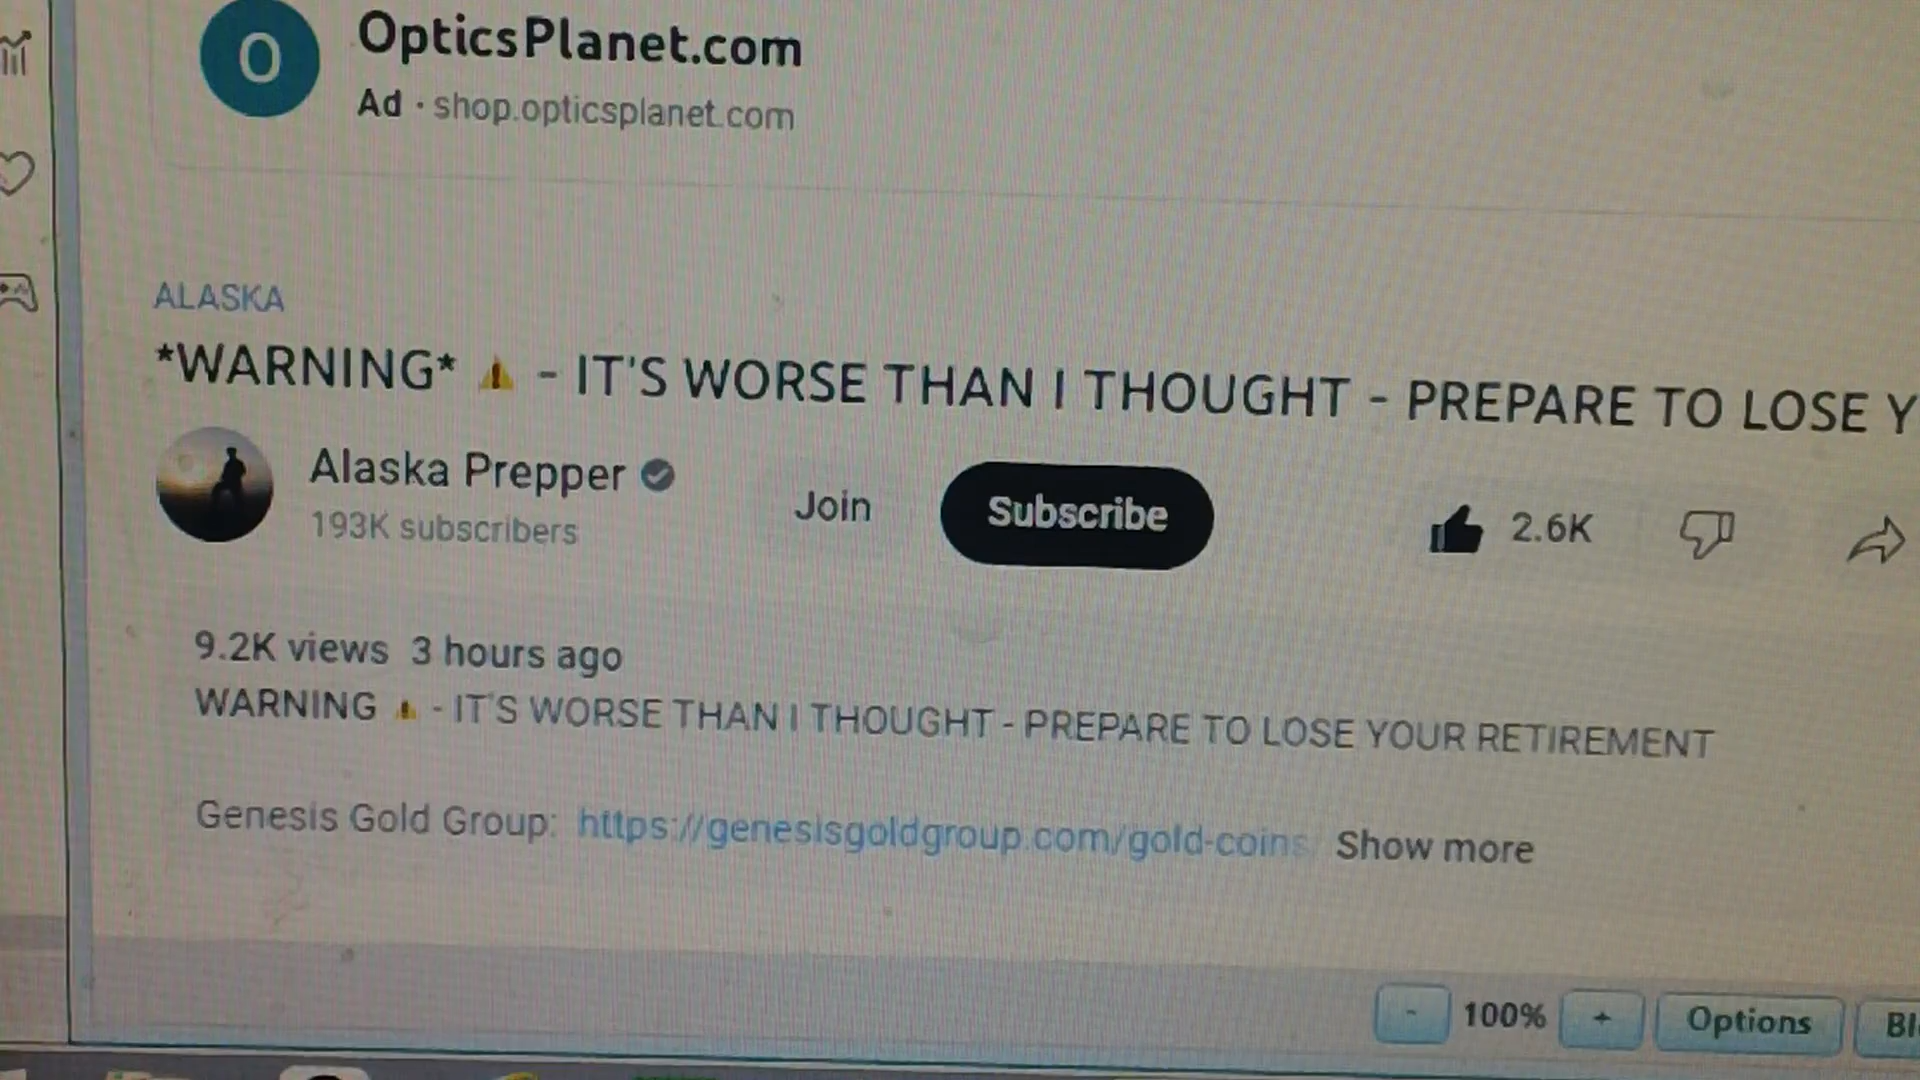 O
OpticsPlanet.com
Ad · shop.opticsplanet.com
ALASKA
*WARNING* ⚠ - IT'S WORSE THAN I THOUGHT - PREPARE TO LOSE Y
Alaska Prepper
193K subscribers
Join
Subscribe
2.6K
9.2K views 3 hours ago
WARNING ⚠ - IT'S WORSE THAN I THOUGHT - PREPARE TO LOSE YOUR RETIREMENT
Genesis Gold Group: https://genesisgoldgroup.com/gold-coins Show more
- 100% + Options Bl